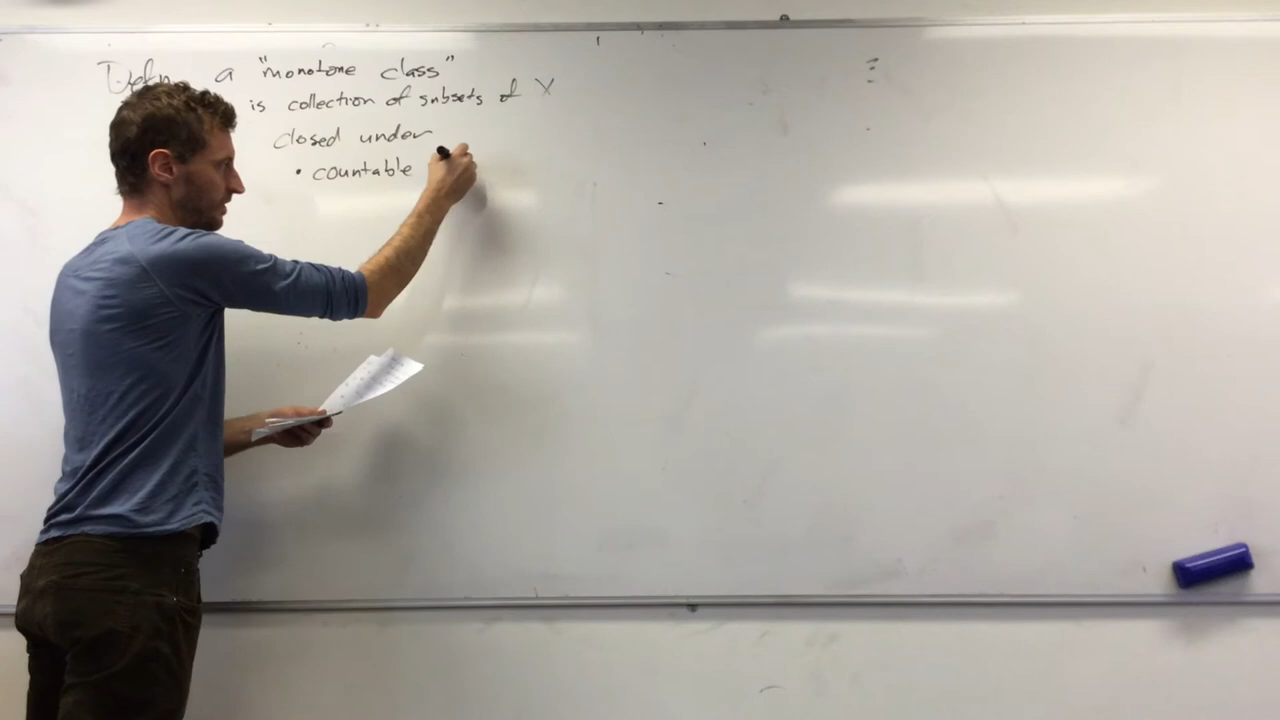 Defn a "monotone class"
is collection of subsets of X
closed under
• countable